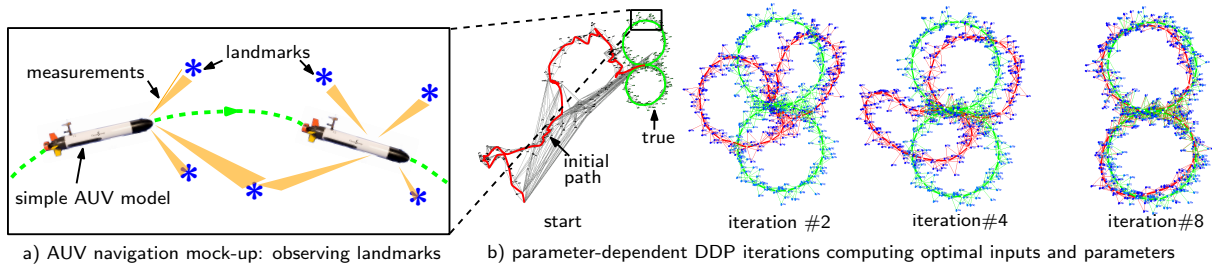 landmarks
measurements
simple AUV model
a) AUV navigation mock-up: observing landmarks
true
initial
path
start
iteration #2
iteration#4
iteration#8
b) parameter-dependent DDP iterations computing optimal inputs and parameters